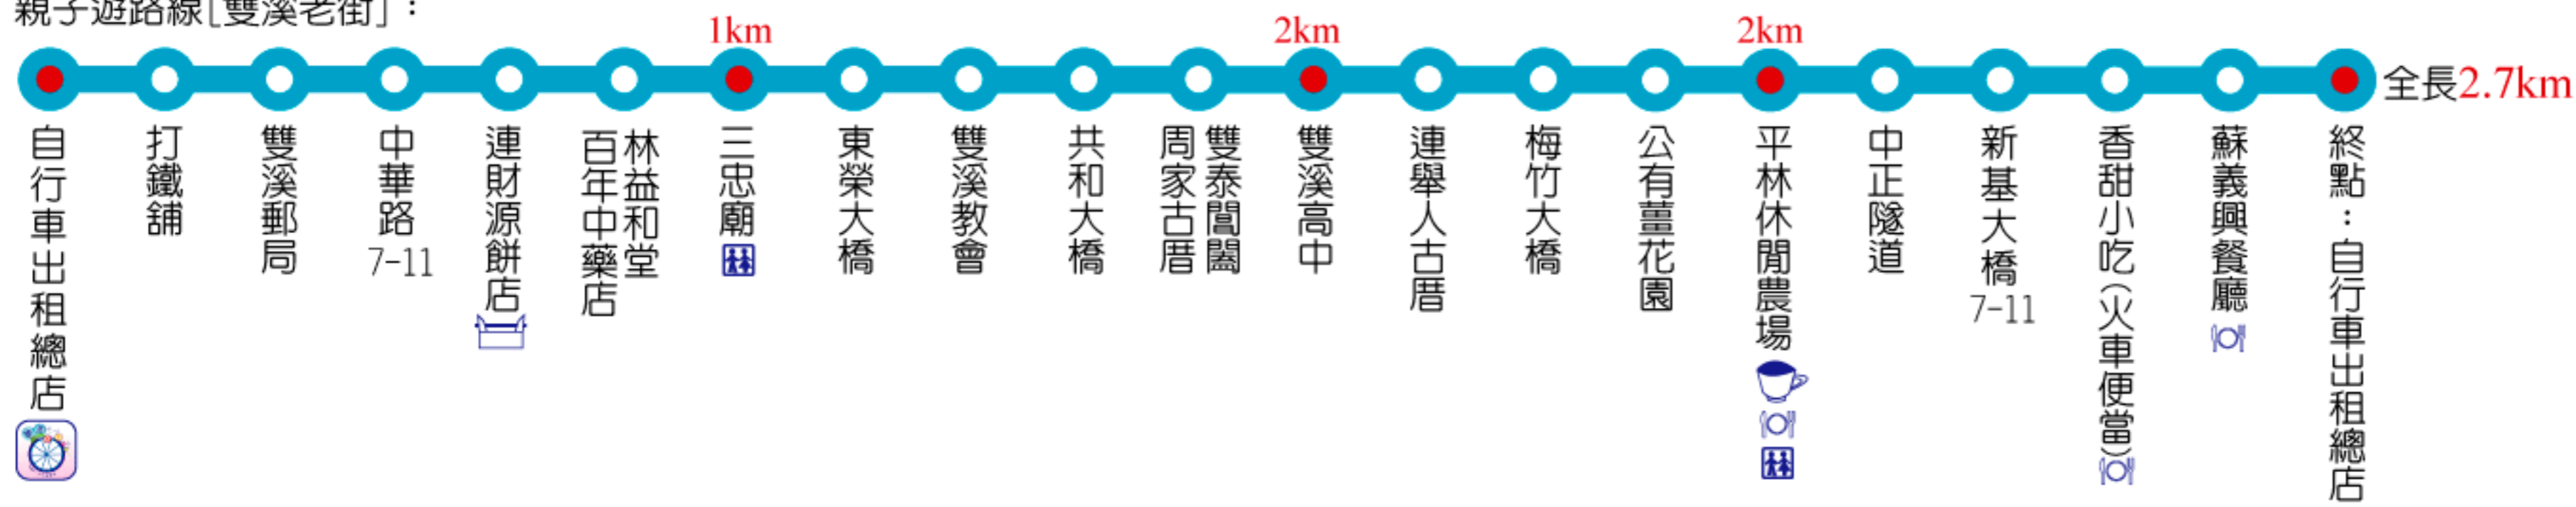 親子遊路線[雙溪老街]：
1km
2km
2km
全長2.7km
自行車出租總店
打鐵舖
雙溪郵局
中華路
7-11
連財源餅店
林益和堂
百年中藥店
三忠廟
東榮大橋
雙溪教會
共和大橋
雙泰閭闔
周家古厝
雙溪高中
連舉人古厝
梅竹大橋
公有薑花園
平林休閒農場
中正隧道
新基大橋
7-11
香甜小吃(火車便當)
蘇義興餐廳
終點：自行車出租總店